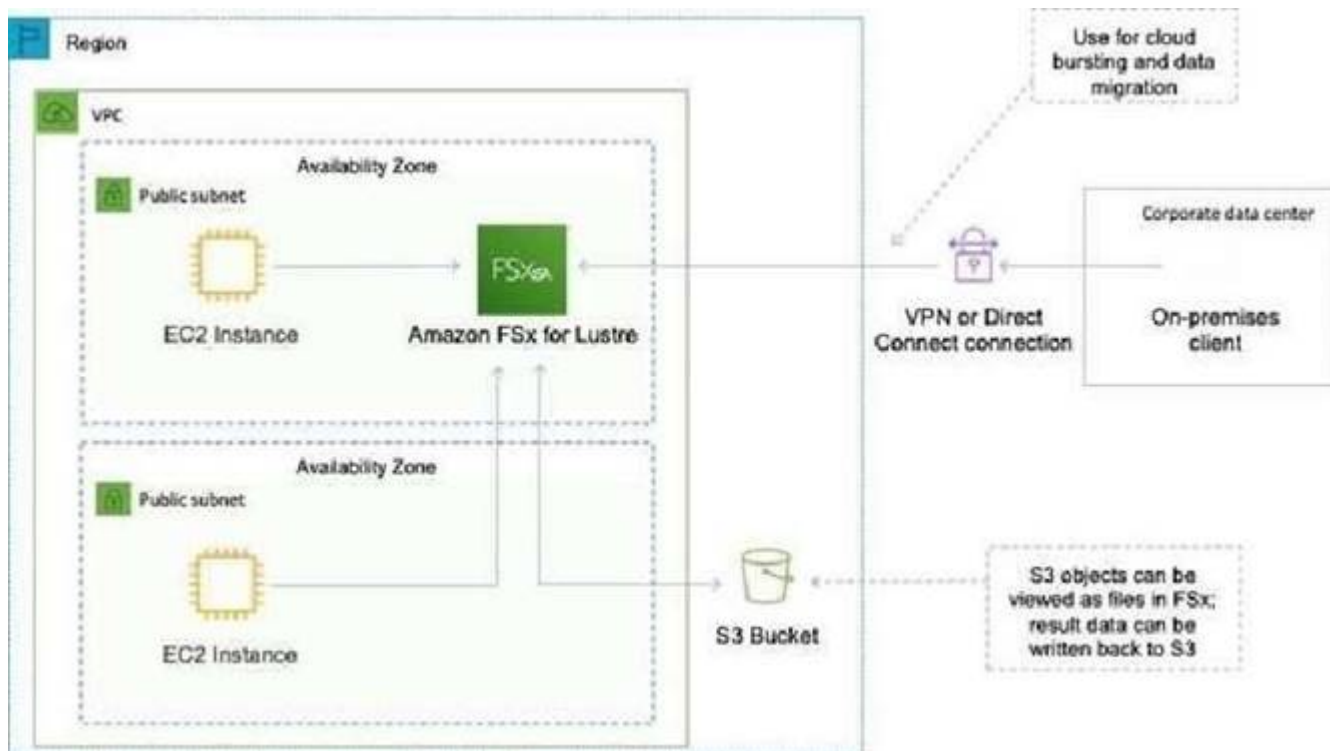 Region
Use for cloud
bursting and data
migration
VPC
Availability Zone
Public subnet
Corporate data center
FSx
EC2 Instance
Amazon FSx for Lustre
VPN or Direct
Connect connection
On-premises
client
Availability Zone
Public subnet
EC2 Instance
S3 Bucket
S3 objects can be
viewed as files in FSx;
result data can be
written back to S3